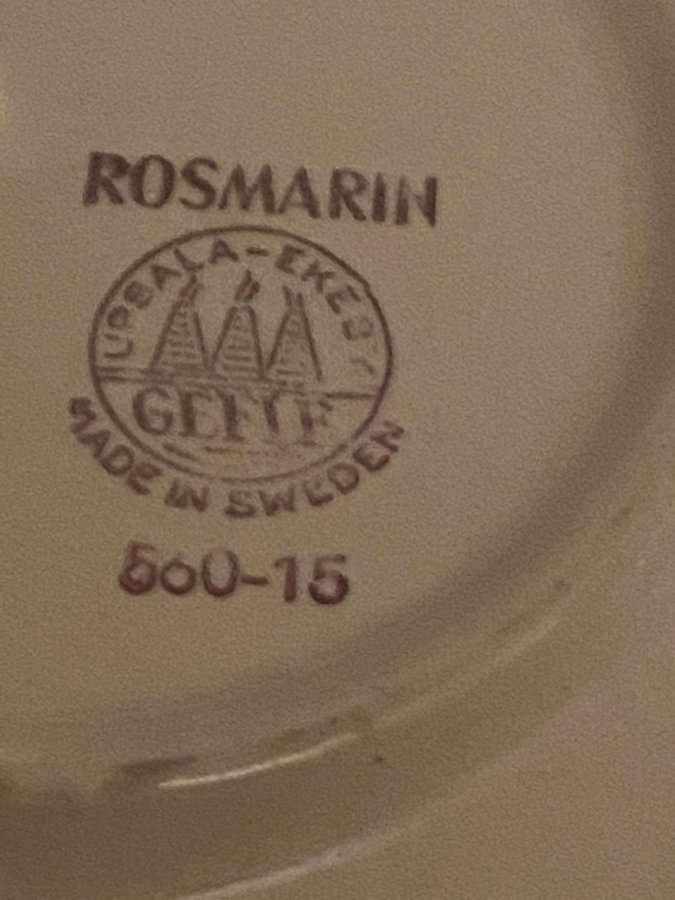 ROSMARIN
UPSALA-EKEBY
GEFLE
MADE IN SWEDEN
560-15